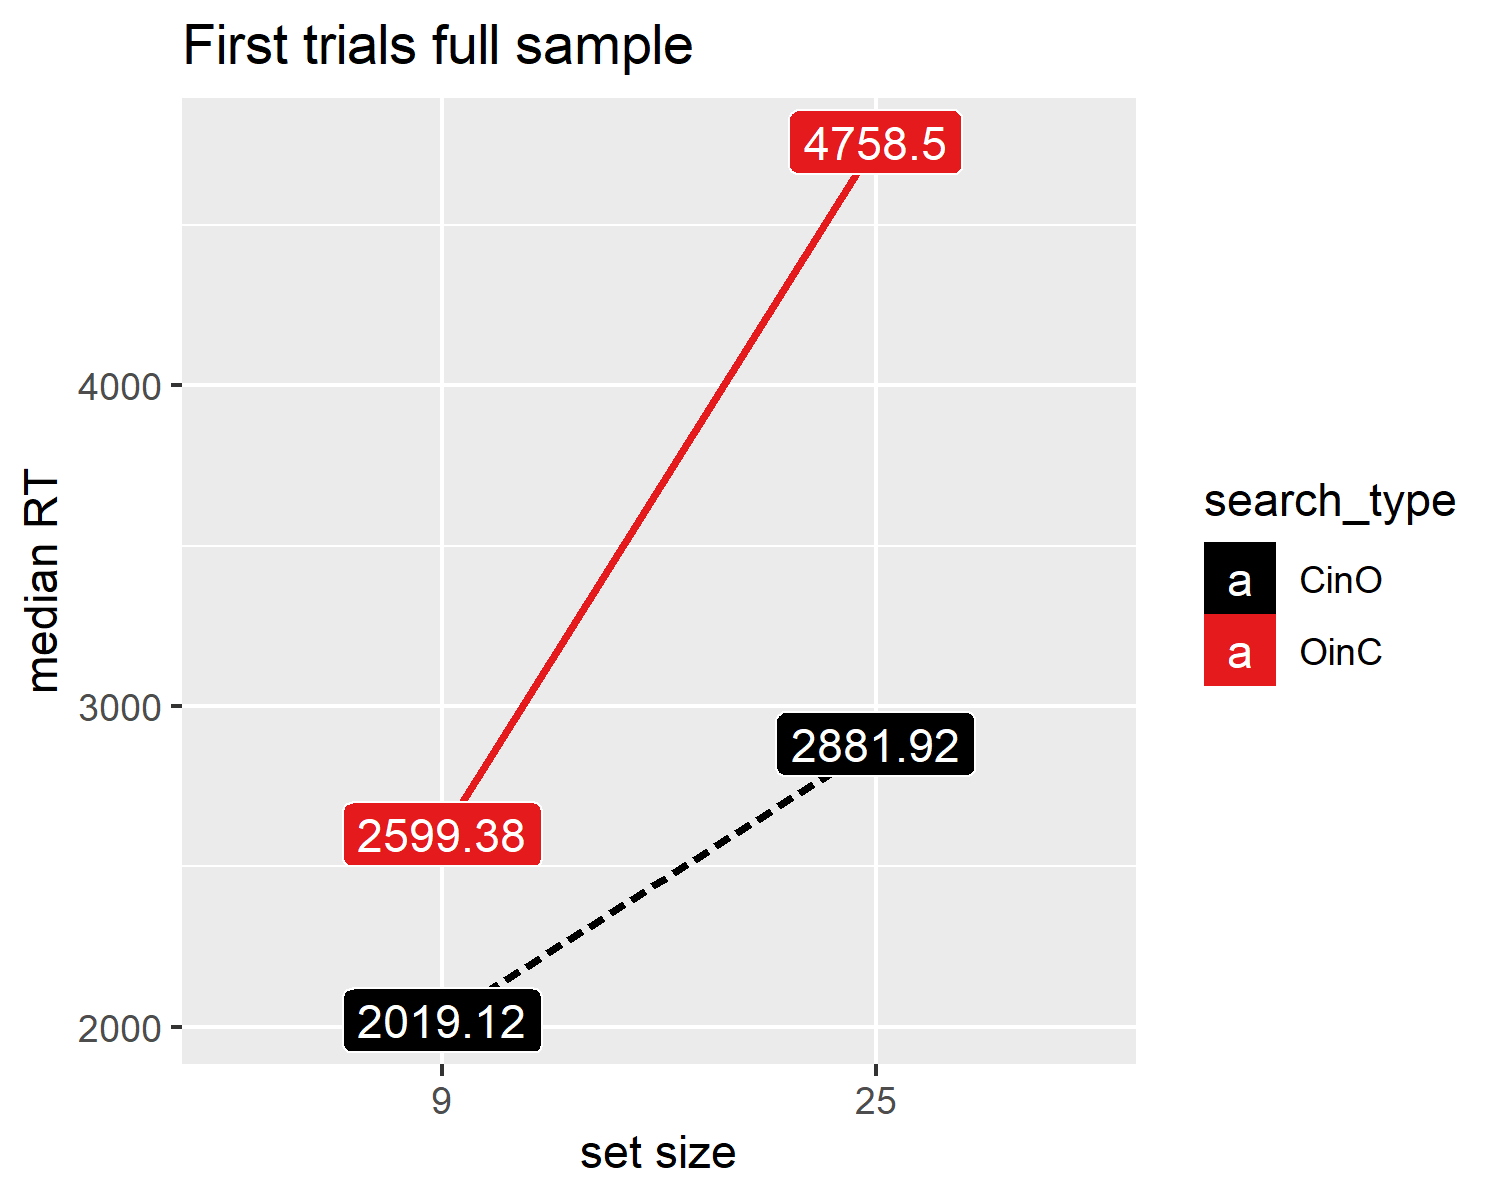 First trials full sample
4758.5
4000
median RT
3000
2881.92
2599.38
2019.12
2000
9
25
set size
search_type
a CinO
a OinC